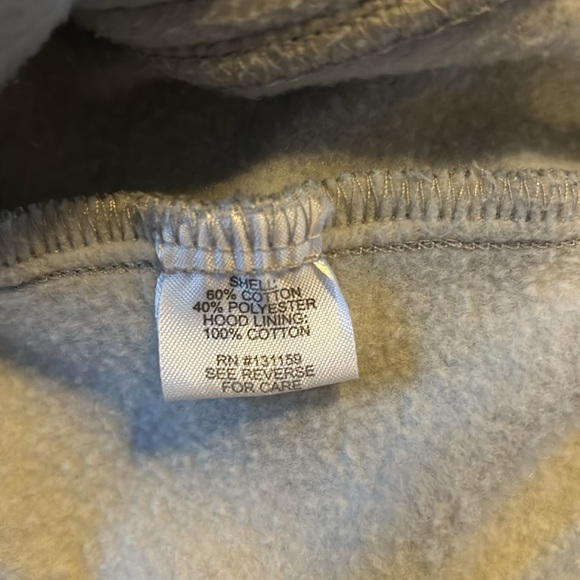 SHELL:
60% COTTON
40% POLYESTER
HOOD LINING:
100% COTTON
RN #131159
SEE REVERSE
FOR CARE